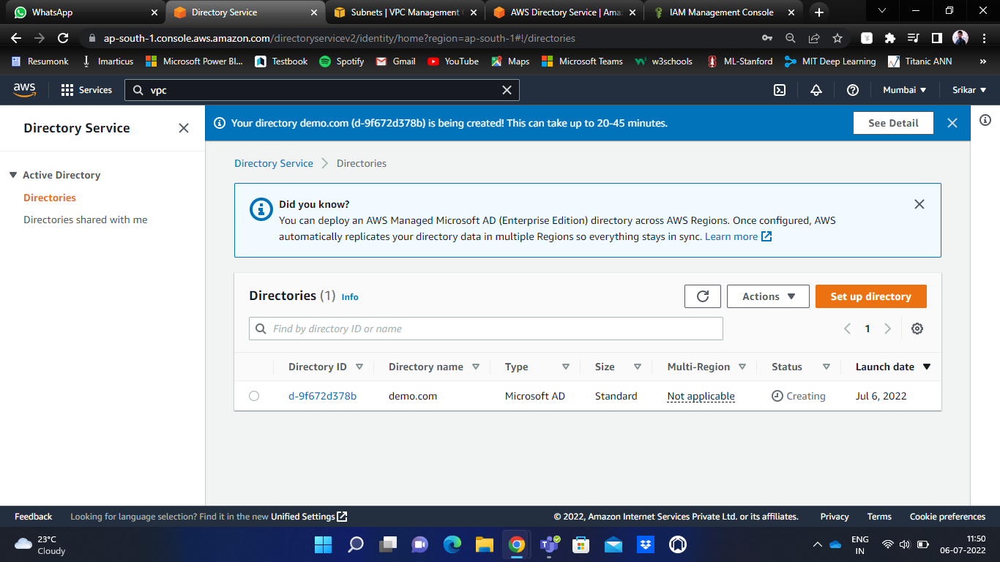 WhatsApp
Directory Service
Subnets | VPC Management
AWS Directory Service | Ama
IAM Management Console
ap-south-1.console.aws.amazon.com/directoryservicev2/identity/home?region=ap-south-1#!/directories
Resumonk
Imarticus
Microsoft Power BI...
Testbook
Spotify
Gmail
YouTube
Maps
Microsoft Teams
w3schools
ML-Stanford
MIT Deep Learning
Titanic ANN
»
aws
Services
vpc
Mumbai
Srikar
Directory Service
Active Directory
Directories
Directories shared with me
Your directory demo.com (d-9f672d378b) is being created! This can take up to 20-45 minutes.
See Detail
Directory Service
Directories
Did you know?
You can deploy an AWS Managed Microsoft AD (Enterprise Edition) directory across AWS Regions. Once configured, AWS
automatically replicates your directory data in multiple Regions so everything stays in sync. Learn more
Directories (1) Info
Actions
Set up directory
Find by directory ID or name
1
Directory ID
Directory name
Type
Size
Multi-Region
Status
Launch date
d-9f672d378b
demo.com
Microsoft AD
Standard
Not applicable
Creating
Jul 6, 2022
Feedback
Looking for language selection? Find it in the new Unified Settings
© 2022, Amazon Internet Services Private Ltd. or its affiliates.
Privacy
Terms
Cookie preferences
23°C
Cloudy
ENG
IN
11:50
06-07-2022